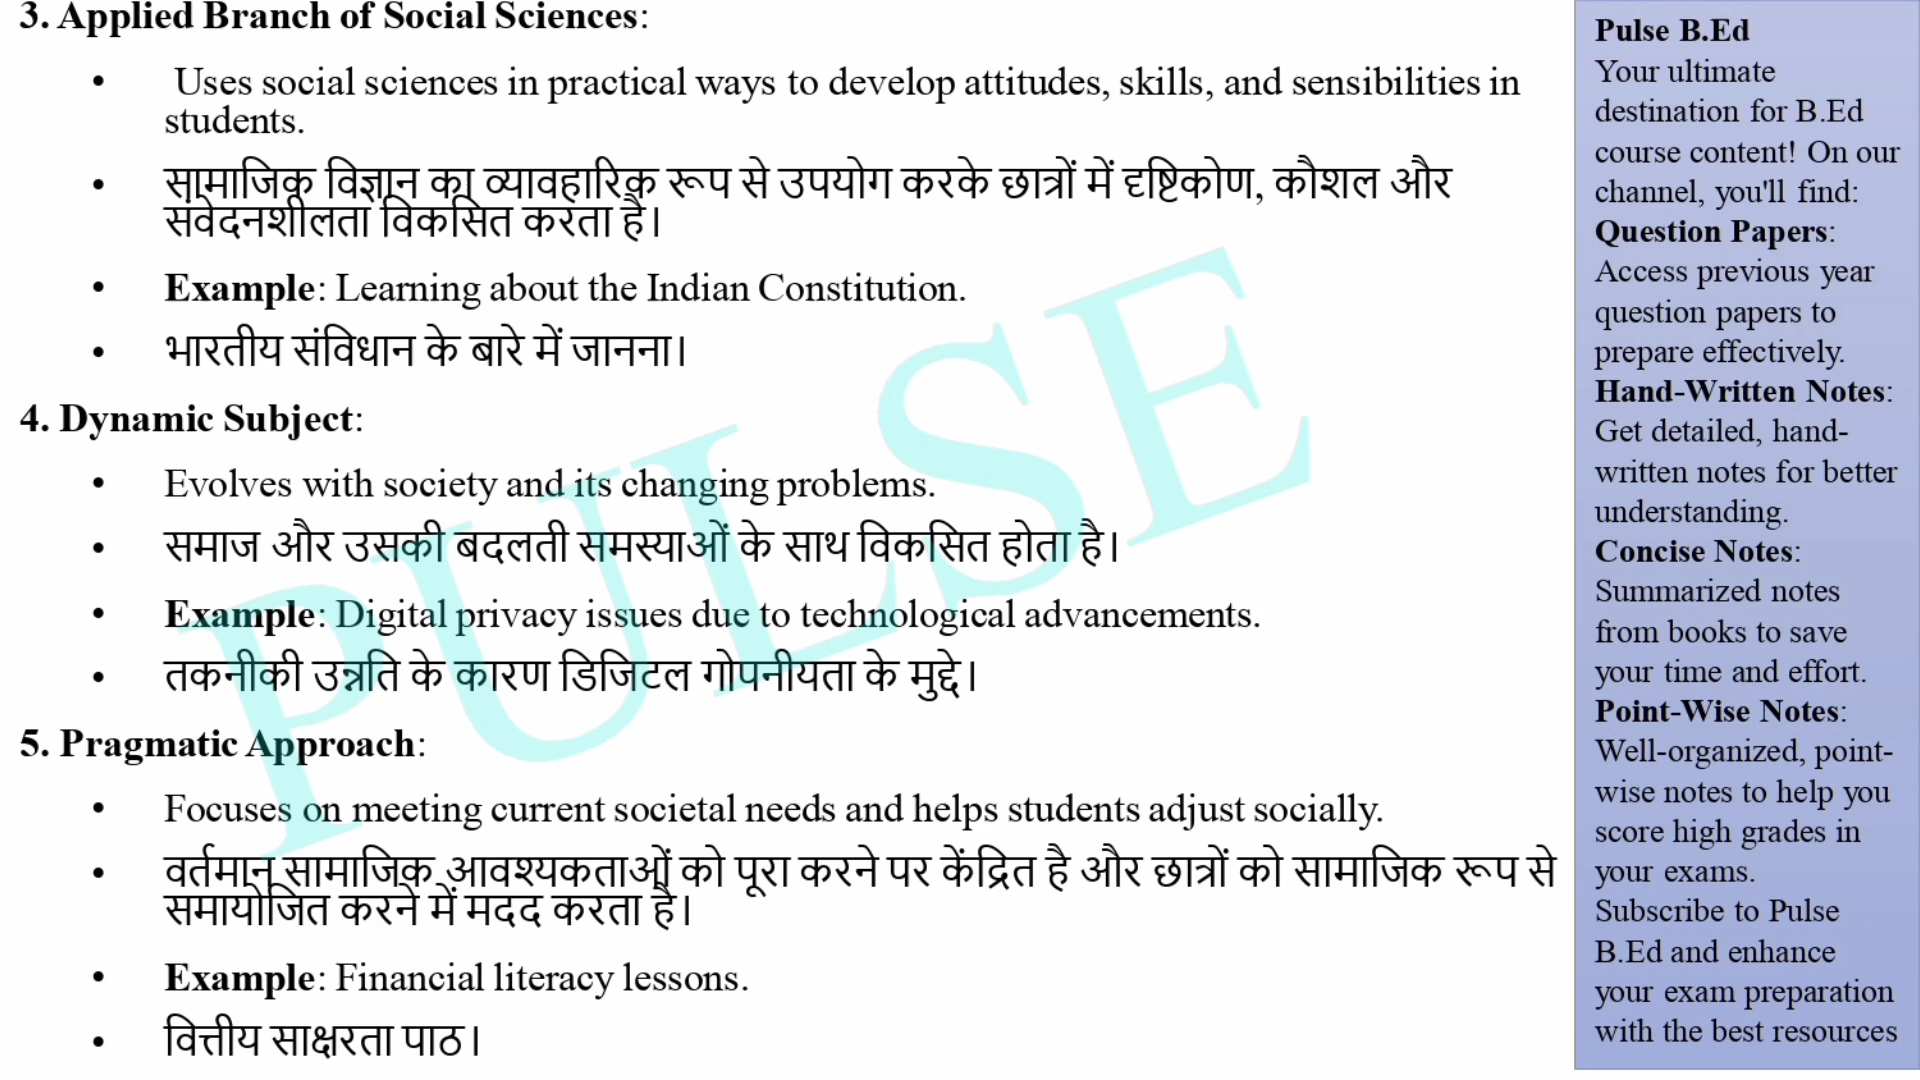 3. Applied Branch of Social Sciences:
• Uses social sciences in practical ways to develop attitudes, skills, and sensibilities in
students.
• सामाजिक विज्ञान का व्यावहारिक रूप से उपयोग करके छात्रों में दृष्टिकोण, कौशल और
संवेदनशीलता विकसित करता है।
• Example: Learning about the Indian Constitution.
• भारतीय संविधान के बारे में जानना।
4. Dynamic Subject:
• Evolves with society and its changing problems.
• समाज और उसकी बदलती समस्याओं के साथ विकसित होता है।
• Example: Digital privacy issues due to technological advancements.
• तकनीकी उन्नति के कारण डिजिटल गोपनीयता के मुद्दे।
5. Pragmatic Approach:
• Focuses on meeting current societal needs and helps students adjust socially.
• वर्तमान सामाजिक आवश्यकताओं को पूरा करने पर केंद्रित है और छात्रों को सामाजिक रूप से
समायोजित करने में मदद करता है।
• Example: Financial literacy lessons.
• वित्तीय साक्षरता पाठ।
PULSE
Pulse B.Ed
Your ultimate
destination for B.Ed
course content! On our
channel, you'll find:
Question Papers:
Access previous year
question papers to
prepare effectively.
Hand-Written Notes:
Get detailed, hand-
written notes for better
understanding.
Concise Notes:
Summarized notes
from books to save
your time and effort.
Point-Wise Notes:
Well-organized, point-
wise notes to help you
score high grades in
your exams.
Subscribe to Pulse
B.Ed and enhance
your exam preparation
with the best resources